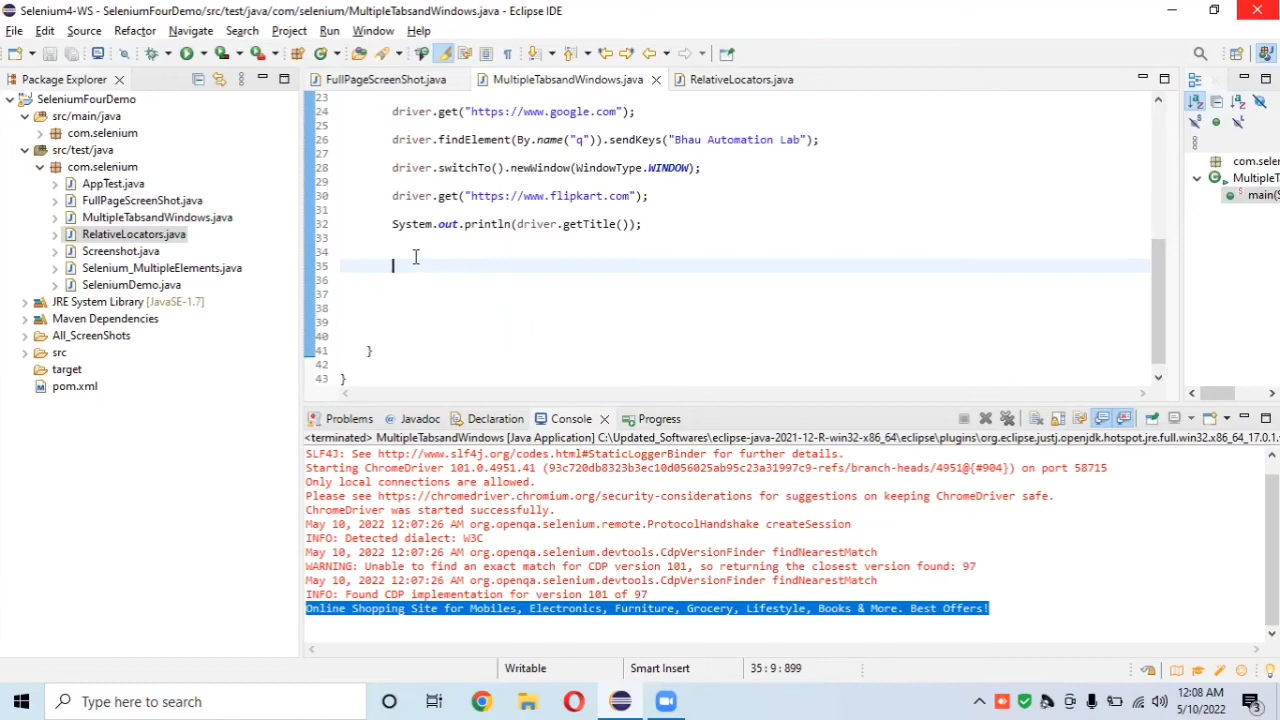 Selenium4-WS - SeleniumFourDemo/src/test/java/com/selenium/MultipleTabsandWindows.java - Eclipse IDE
File Edit Source Refactor Navigate Search Project Run Window Help
Package Explorer
FullPageScreenShot.java
MultipleTabsandWindows.java
RelativeLocators.java
SeleniumFourDemo
src/main/java
com.selenium
src/test/java
com.selenium
AppTest.java
FullPageScreenShot.java
MultipleTabsandWindows.java
RelativeLocators.java
Screenshot.java
Selenium_MultipleElements.java
SeleniumDemo.java
JRE System Library [JavaSE-1.7]
Maven Dependencies
All_ScreenShots
src
target
pom.xml
23
24 driver.get("https://www.google.com");
25
26 driver.findElement(By.name("q")).sendKeys("Bhau Automation Lab");
27
28 driver.switchTo().newWindow(WindowType.WINDOW);
29
30 driver.get("https://www.flipkart.com");
31
32 System.out.println(driver.getTitle());
33
34
35
36
37
38
39
40
41 }
42
43 }
com.sele
MultipleT
main(S
Problems Javadoc Declaration Console Progress
<terminated> MultipleTabsandWindows [Java Application] C:\Updated_Softwares\eclipse-java-2021-12-R-win32-x86_64\eclipse\plugins\org.eclipse.justj.openjdk.hotspot.jre.full.win32.x86_64_17.0.1.
SLF4J: See http://www.slf4j.org/codes.html#StaticLoggerBinder for further details.
Starting ChromeDriver 101.0.4951.41 (93c720db8323b3ec10d056025ab95c23a31997c9-refs/branch-heads/4951@{#904}) on port 58715
Only local connections are allowed.
Please see https://chromedriver.chromium.org/security-considerations for suggestions on keeping ChromeDriver safe.
ChromeDriver was started successfully.
May 10, 2022 12:07:26 AM org.openqa.selenium.remote.ProtocolHandshake createSession
INFO: Detected dialect: W3C
May 10, 2022 12:07:26 AM org.openqa.selenium.devtools.CdpVersionFinder findNearestMatch
WARNING: Unable to find an exact match for CDP version 101, so returning the closest version found: 97
May 10, 2022 12:07:26 AM org.openqa.selenium.devtools.CdpVersionFinder findNearestMatch
INFO: Found CDP implementation for version 101 of 97
Online Shopping Site for Mobiles, Electronics, Furniture, Grocery, Lifestyle, Books & More. Best Offers!
Writable Smart Insert 35 : 9 : 899
Type here to search
12:08 AM
5/10/2022
3